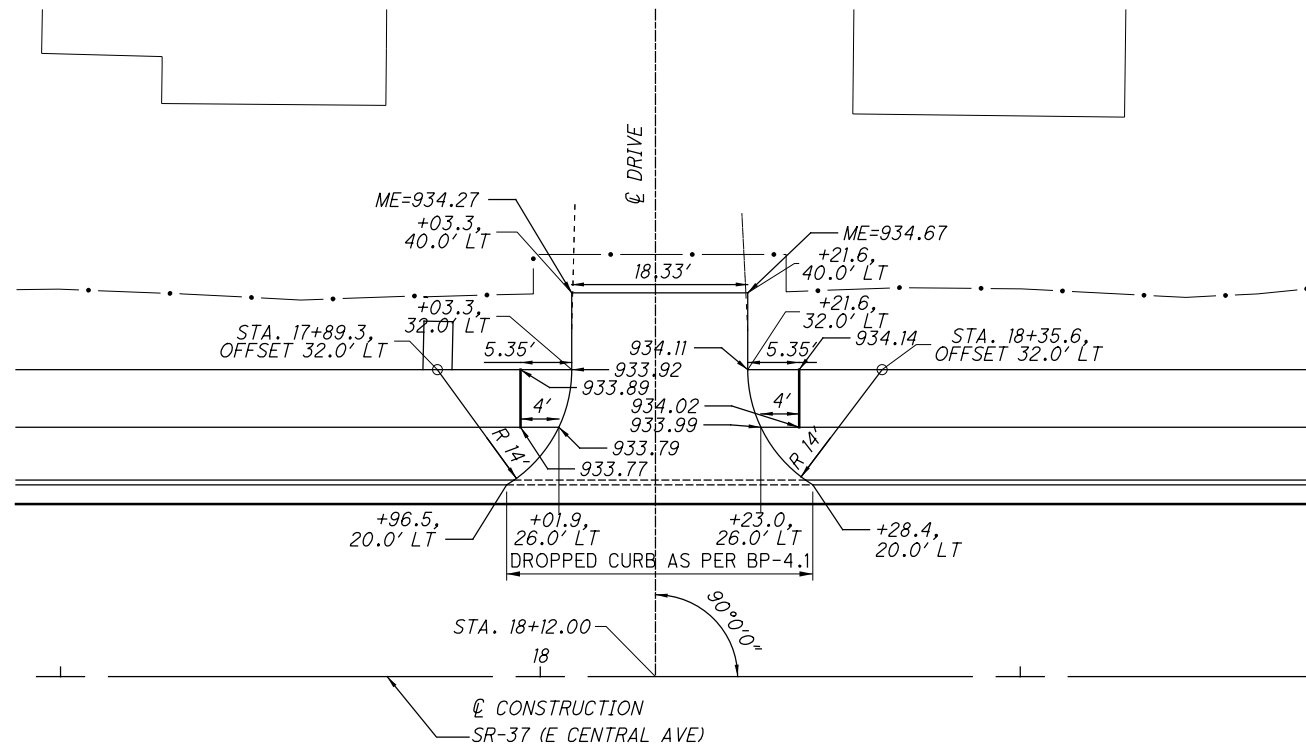 ℄ DRIVE
ME=934.27
+03.3,
40.0' LT
ME=934.67
+21.6,
40.0' LT
18.33'
+03.3,
32.0' LT
+21.6,
32.0' LT
STA. 17+89.3,
OFFSET 32.0' LT
5.35'
934.11
5.35'
934.14
STA. 18+35.6,
OFFSET 32.0' LT
933.92
933.89
4'
934.02
4'
933.99
R 14'
933.79
R 14'
933.77
+96.5,
20.0' LT
+01.9,
26.0' LT
+23.0,
26.0' LT
+28.4,
20.0' LT
DROPPED CURB AS PER BP-4.1
90°0'0"
STA. 18+12.00
18
℄ CONSTRUCTION
SR-37 (E CENTRAL AVE)